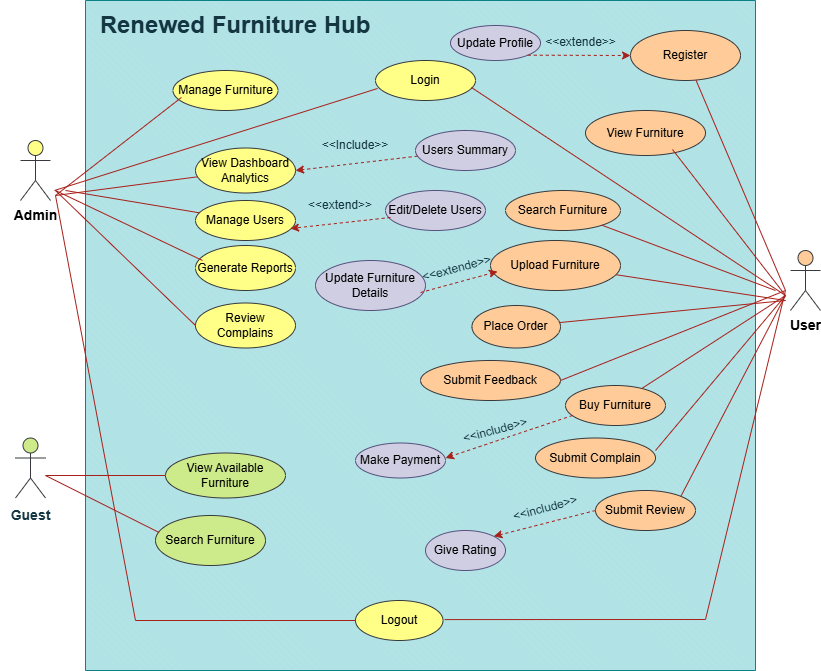 Renewed Furniture Hub
Update Profile
<<extende>>
Register
Manage Furniture
Login
View Furniture
<<Include>>
Users Summary
View Dashboard
Analytics
Admin
<<extend>>
Edit/Delete Users
Search Furniture
Manage Users
Generate Reports
Update Furniture
Details
<<extende>>
Upload Furniture
User
Review
Complains
Place Order
Submit Feedback
Buy Furniture
<<include>>
Make Payment
Submit Complain
View Available
Furniture
Guest
<<include>>
Submit Review
Search Furniture
Give Rating
Logout